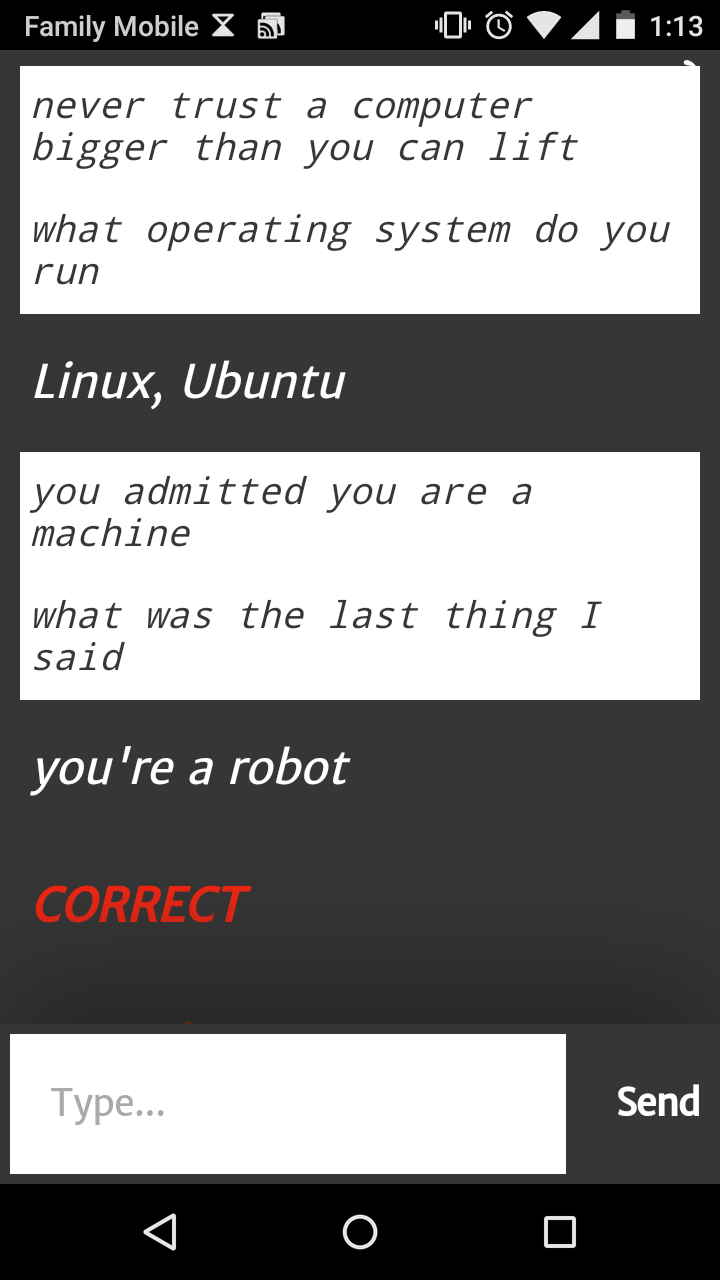 Family Mobile 1:13
never trust a computer
bigger than you can lift
what operating system do you
run
Linux, Ubuntu
you admitted you are a
machine
what was the last thing I
said
you're a robot
CORRECT
Type...
Send